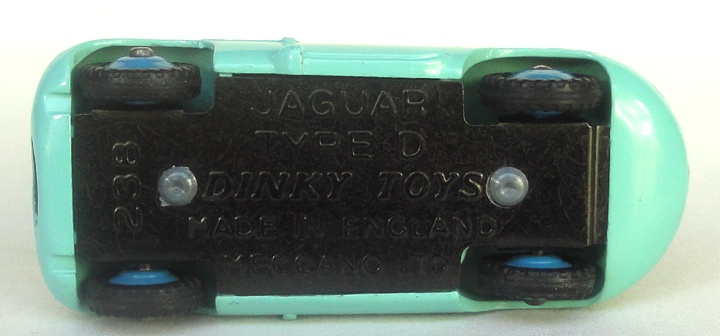 JAGUAR
TYPE D
238
DINKY TOYS
MADE IN ENGLAND
MECCANO LTD